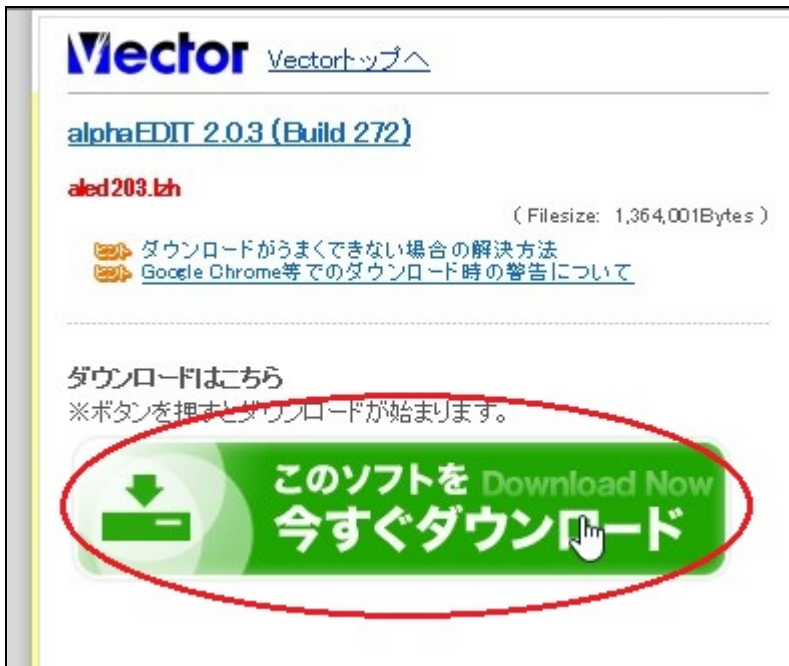 Vector Vectorトップへ
alphaEDIT 2.0.3 (Build 272)
aled203.lzh
( Filesize: 1,364,001Bytes )
ダウンロードがうまくできない場合の解決方法
Google Chrome等でのダウンロード時の警告について
ダウンロードはこちら
※ボタンを押すとダウンロードが始まります。
このソフトを Download Now
今すぐダウンロード